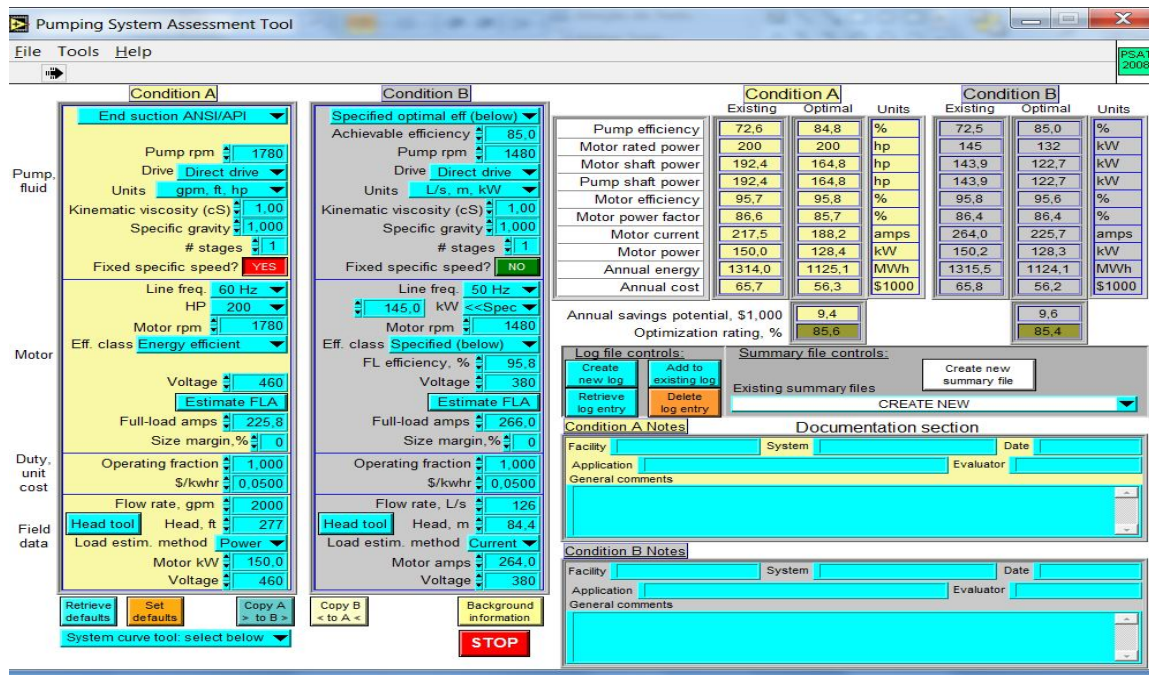 Pumping System Assessment Tool
File Tools Help
PSAT
2008
Condition A
End suction ANSI/API
Pump rpm 1780
Drive Direct drive
Units gpm, ft, hp
Kinematic viscosity (cS) 1,00
Specific gravity 1,000
# stages 1
Fixed specific speed? YES
Line freq. 60 Hz
HP 200
Motor rpm 1780
Eff. class Energy efficient
Voltage 460
Estimate FLA
Full-load amps 225,8
Size margin,% 0
Operating fraction 1,000
$/kwhr 0,0500
Flow rate, gpm 2000
Head tool Head, ft 277
Load estim. method Power
Motor kW 150,0
Voltage 460
Pump,
fluid
Motor
Duty,
unit
cost
Field
data
Condition B
Specified optimal eff (below)
Achievable efficiency 85,0
Pump rpm 1480
Drive Direct drive
Units L/s, m, kW
Kinematic viscosity (cS) 1,00
Specific gravity 1,000
# stages 1
Fixed specific speed? NO
Line freq. 50 Hz
145,0 kW <<Spec
Motor rpm 1480
Eff. class Specified (below)
FL efficiency, % 95,8
Voltage 380
Estimate FLA
Full-load amps 266,0
Size margin,% 0
Operating fraction 1,000
$/kwhr 0,0500
Flow rate, L/s 126
Head tool Head, m 84,4
Load estim. method Current
Motor amps 264,0
Voltage 380
Retrieve
defaults
Set
defaults
Copy A
> to B >
Copy B
< to A <
Background
information
System curve tool: select below
STOP
Condition A Condition B
Existing Optimal Units Existing Optimal Units
Pump efficiency 72,6 84,8 % 72,5 85,0 %
Motor rated power 200 200 hp 145 132 kW
Motor shaft power 192,4 164,8 hp 143,9 122,7 kW
Pump shaft power 192,4 164,8 hp 143,9 122,7 kW
Motor efficiency 95,7 95,8 % 95,8 95,6 %
Motor power factor 86,6 85,7 % 86,4 86,4 %
Motor current 217,5 188,2 amps 264,0 225,7 amps
Motor power 150,0 128,4 kW 150,2 128,3 kW
Annual energy 1314,0 1125,1 MWh 1315,5 1124,1 MWh
Annual cost 65,7 56,3 $1000 65,8 56,2 $1000
Annual savings potential, $1,000 9,4 9,6
Optimization rating, % 85,6 85,4
Log file controls:
Create
new log
Add to
existing log
Retrieve
log entry
Delete
log entry
Summary file controls:
Create new
summary file
Existing summary files
CREATE NEW
Condition A Notes Documentation section
Facility System Date
Application Evaluator
General comments
Condition B Notes
Facility System Date
Application Evaluator
General comments